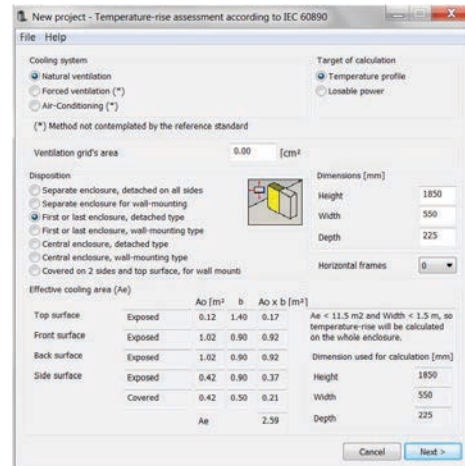 New project - Temperature-rise assessment according to IEC 60890
File Help
Cooling system
Natural ventilation
Forced ventilation (*)
Air-Conditioning (*)
(*) Method not contemplated by the reference standard
Target of calculation
Temperature profile
Losable power
Ventilation grid's area 0.00 [cm²
Disposition
Separate enclosure, detached on all sides
Separate enclosure for wall-mounting
First or last enclosure, detached type
First or last enclosure, wall-mounting type
Central enclosure, detached type
Central enclosure, wall-mounting type
Covered on 2 sides and top surface, for wall mounti
Dimensions [mm]
Height 1850
Width 550
Depth 225
Horizontal frames 0
Effective cooling area (Ae)
Ao [m² b Ao x b [m²]
Top surface Exposed 0.12 1.40 0.17
Front surface Exposed 1.02 0.90 0.92
Back surface Exposed 1.02 0.90 0.92
Side surface Exposed 0.42 0.90 0.37
Covered 0.42 0.50 0.21
Ae 2.59
Ae < 11.5 m2 and Width < 1.5 m, so
temperature-rise will be calculated
on the whole enclosure.
Dimension used for calculation [mm]
Height 1850
Width 550
Depth 225
Cancel Next >